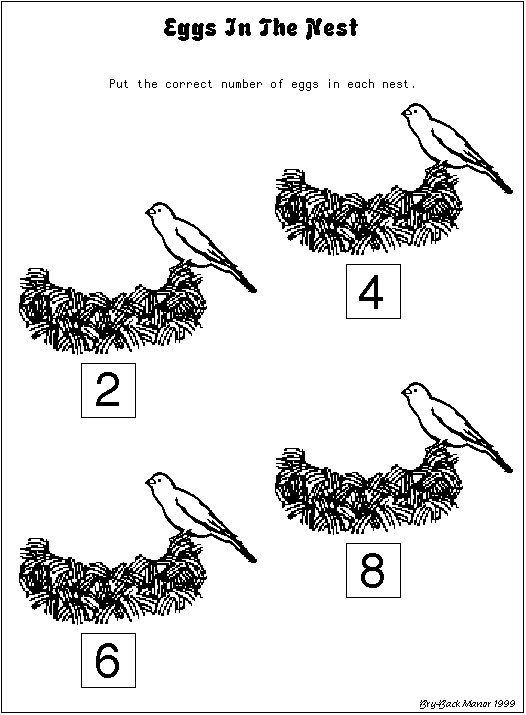 Eggs In The Nest
Put the correct number of eggs in each nest.
4
2
8
6
Bry-Back Manor 1999